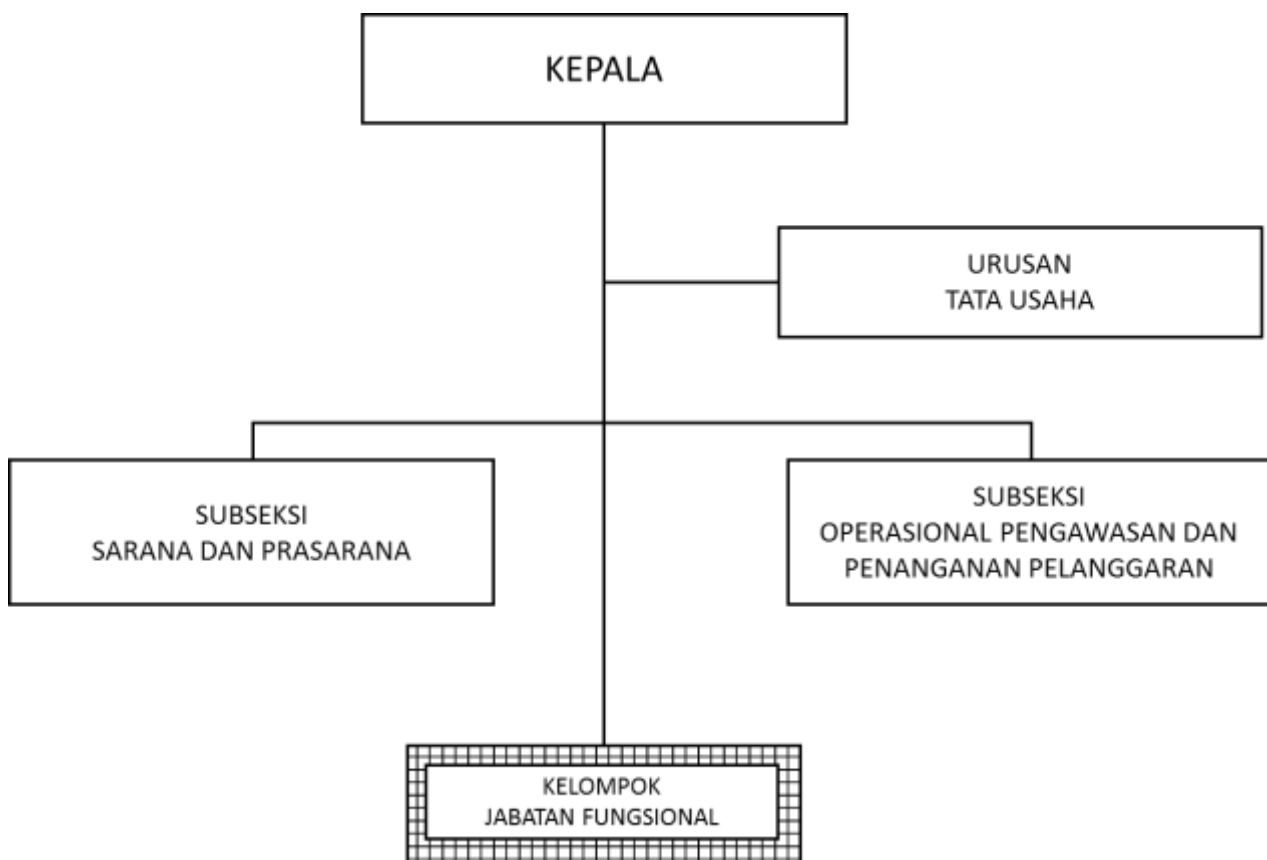 KEPALA
URUSAN
TATA USAHA
SUBSEKSI
SARANA DAN PRASARANA
SUBSEKSI
OPERASIONAL PENGAWASAN DAN
PENANGANAN PELANGGARAN
KELOMPOK
JABATAN FUNGSIONAL